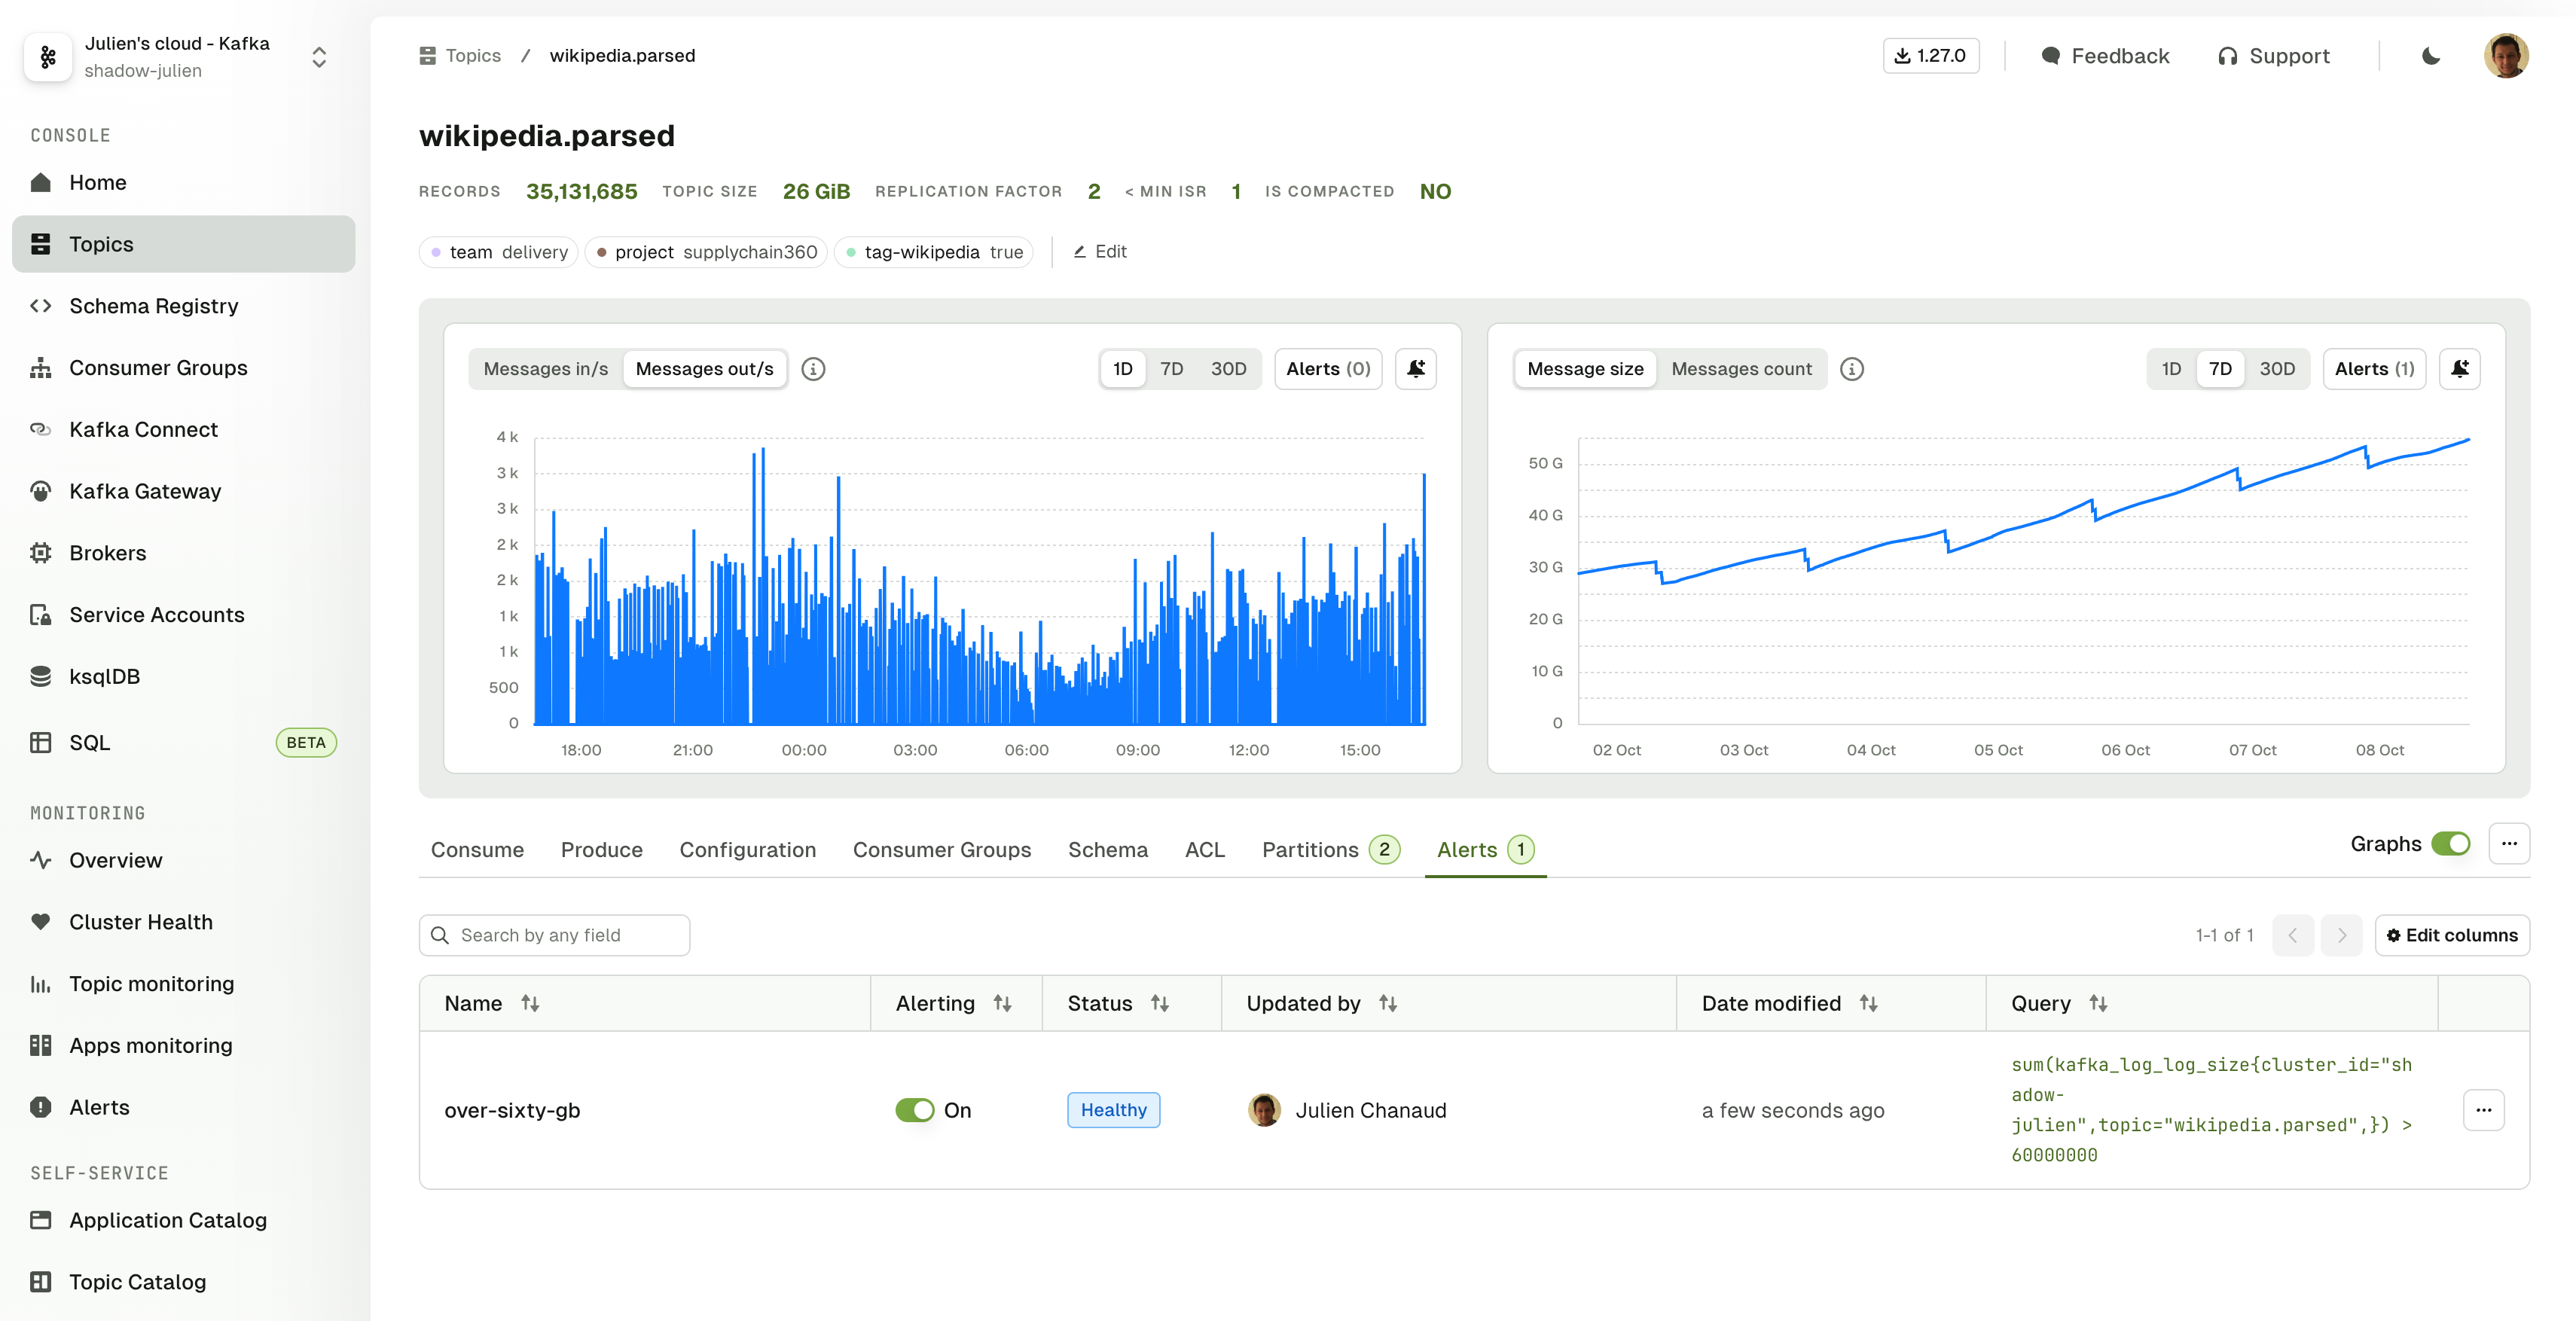 Julien's cloud - Kafka
shadow-julien
CONSOLE
Home
Topics
Schema Registry
Consumer Groups
Kafka Connect
Kafka Gateway
Brokers
Service Accounts
ksqlDB
SQL BETA
MONITORING
Overview
Cluster Health
Topic monitoring
Apps monitoring
Alerts
SELF-SERVICE
Application Catalog
Topic Catalog
Topics / wikipedia.parsed
1.27.0 Feedback Support
wikipedia.parsed
RECORDS 35,131,685 TOPIC SIZE 26 GiB REPLICATION FACTOR 2 < MIN ISR 1 IS COMPACTED NO
team delivery project supplychain360 tag-wikipedia true Edit
Messages in/s Messages out/s 1D 7D 30D Alerts (0)
4 k
3 k
3 k
2 k
2 k
1 k
1 k
500
0
18:00 21:00 00:00 03:00 06:00 09:00 12:00 15:00
Message size Messages count 1D 7D 30D Alerts (1)
50 G
40 G
30 G
20 G
10 G
0
02 Oct 03 Oct 04 Oct 05 Oct 06 Oct 07 Oct 08 Oct
Consume Produce Configuration Consumer Groups Schema ACL Partitions 2 Alerts 1 Graphs
Search by any field 1-1 of 1 Edit columns
Name Alerting Status Updated by Date modified Query
over-sixty-gb On Healthy Julien Chanaud a few seconds ago
sum(kafka_log_log_size{cluster_id="sh
adow-
julien",topic="wikipedia.parsed",}) >
60000000